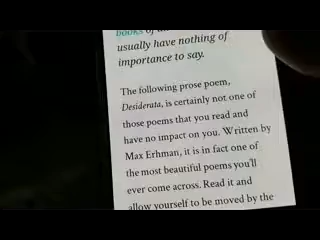 books of
usually have nothing of
importance to say.
The following prose poem,
Desiderata, is certainly not one of
those poems that you read and
have no impact on you. Written by
Max Erhman, it is in fact one of
the most beautiful poems you'll
ever come across. Read it and
allow yourself to be moved by the